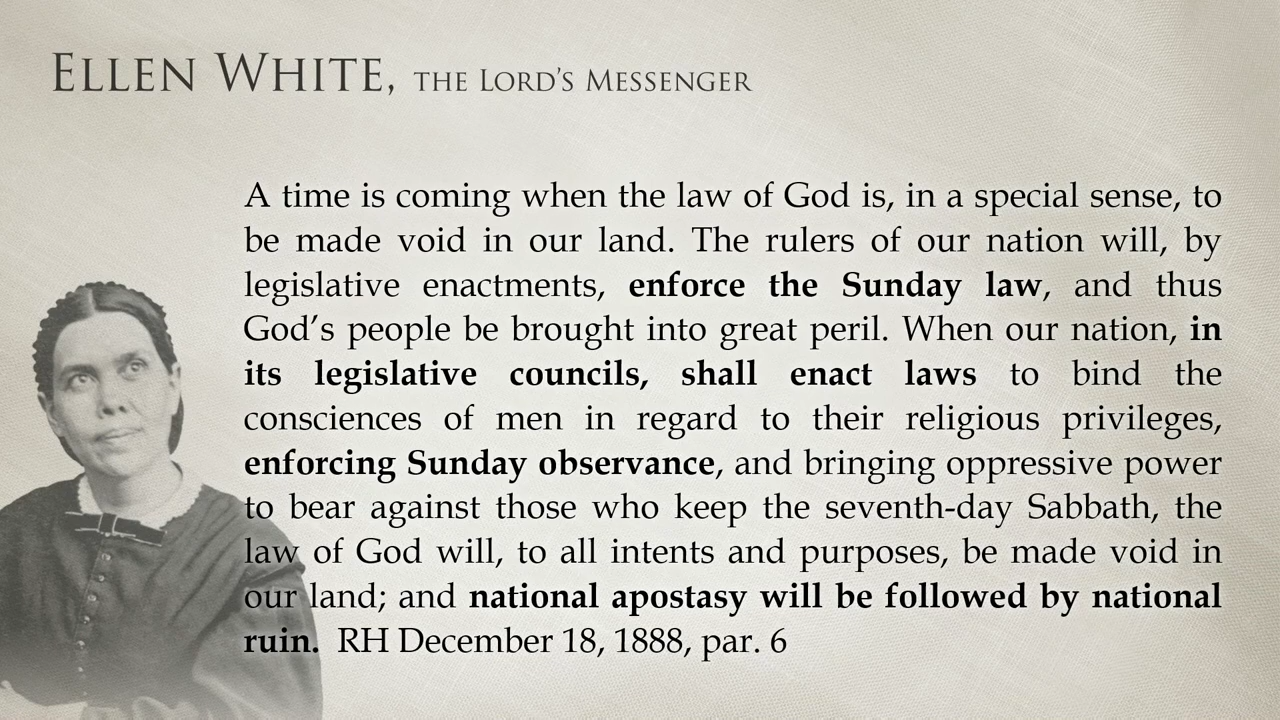 ELLEN WHITE, THE LORD'S MESSENGER
A time is coming when the law of God is, in a special sense, to
be made void in our land. The rulers of our nation will, by
legislative enactments, enforce the Sunday law, and thus
God's people be brought into great peril. When our nation, in
its legislative councils, shall enact laws to bind the
consciences of men in regard to their religious privileges,
enforcing Sunday observance, and bringing oppressive power
to bear against those who keep the seventh-day Sabbath, the
law of God will, to all intents and purposes, be made void in
our land; and national apostasy will be followed by national
ruin. RH December 18, 1888, par. 6